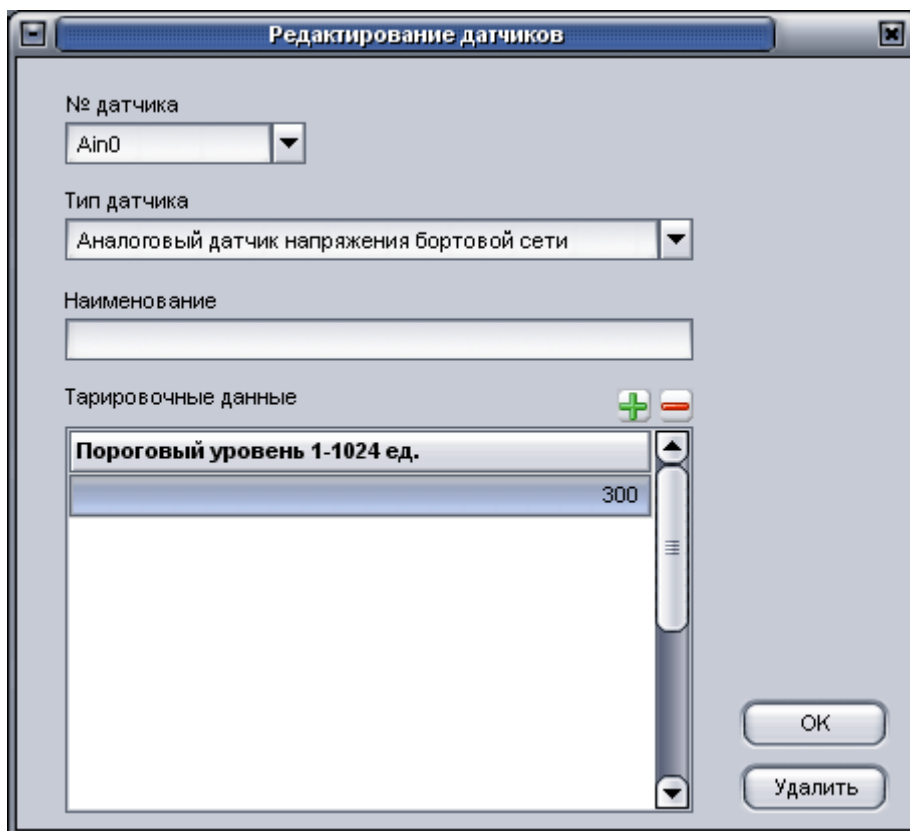 Редактирование датчиков
№ датчика
Ain0
Тип датчика
Аналоговый датчик напряжения бортовой сети
Наименование
Тарировочные данные
Пороговый уровень 1-1024 ед.
300
OK
Удалить